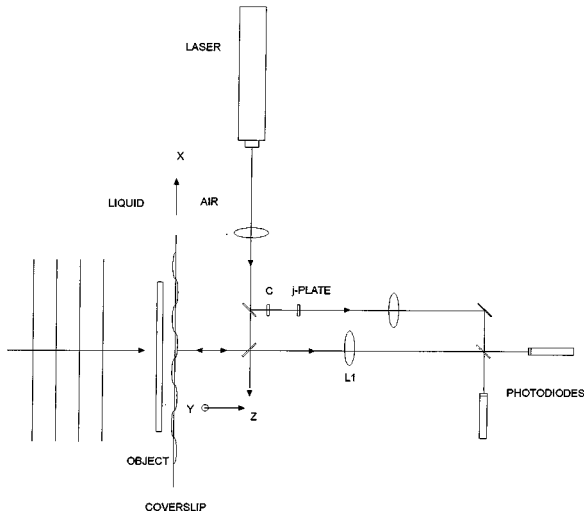 LASER
X
LIQUID
AIR
C
j-PLATE
L1
Y
Z
PHOTODIODES
OBJECT
COVERSLIP